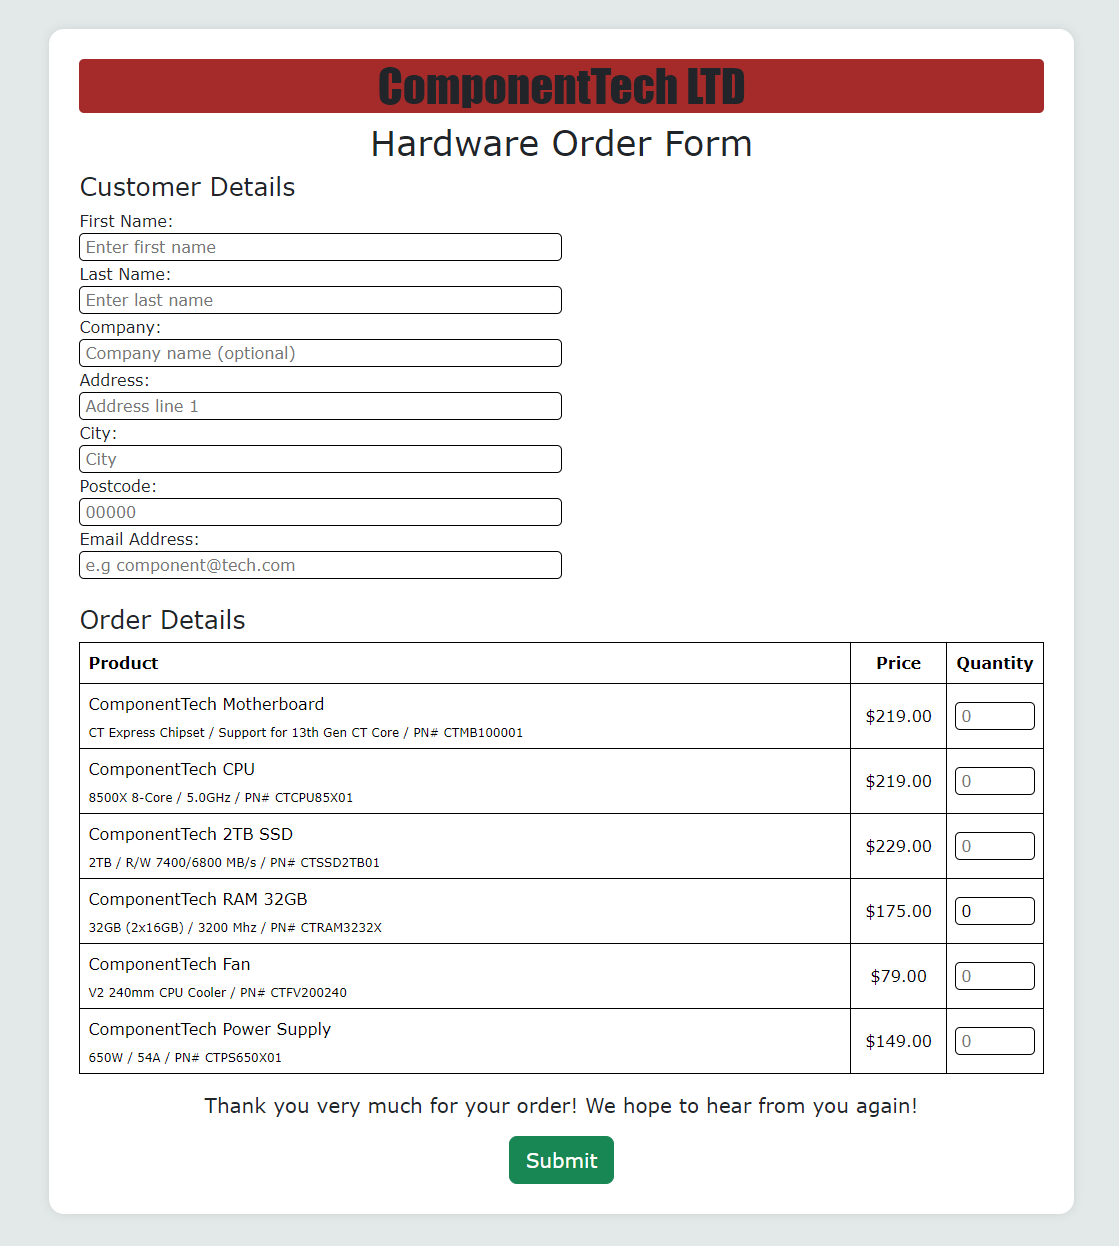 ComponentTech LTD
Hardware Order Form
Customer Details
First Name:
Enter first name
Last Name:
Enter last name
Company:
Company name (optional)
Address:
Address line 1
City:
City
Postcode:
00000
Email Address:
e.g component@tech.com
Order Details
Product Price Quantity
ComponentTech Motherboard
CT Express Chipset / Support for 13th Gen CT Core / PN# CTMB100001
$219.00 0
ComponentTech CPU
8500X 8-Core / 5.0GHz / PN# CTCPU85X01
$219.00 0
ComponentTech 2TB SSD
2TB / R/W 7400/6800 MB/s / PN# CTSSD2TB01
$229.00 0
ComponentTech RAM 32GB
32GB (2x16GB) / 3200 Mhz / PN# CTRAM3232X
$175.00 0
ComponentTech Fan
V2 240mm CPU Cooler / PN# CTFV200240
$79.00 0
ComponentTech Power Supply
650W / 54A / PN# CTPS650X01
$149.00 0
Thank you very much for your order! We hope to hear from you again!
Submit